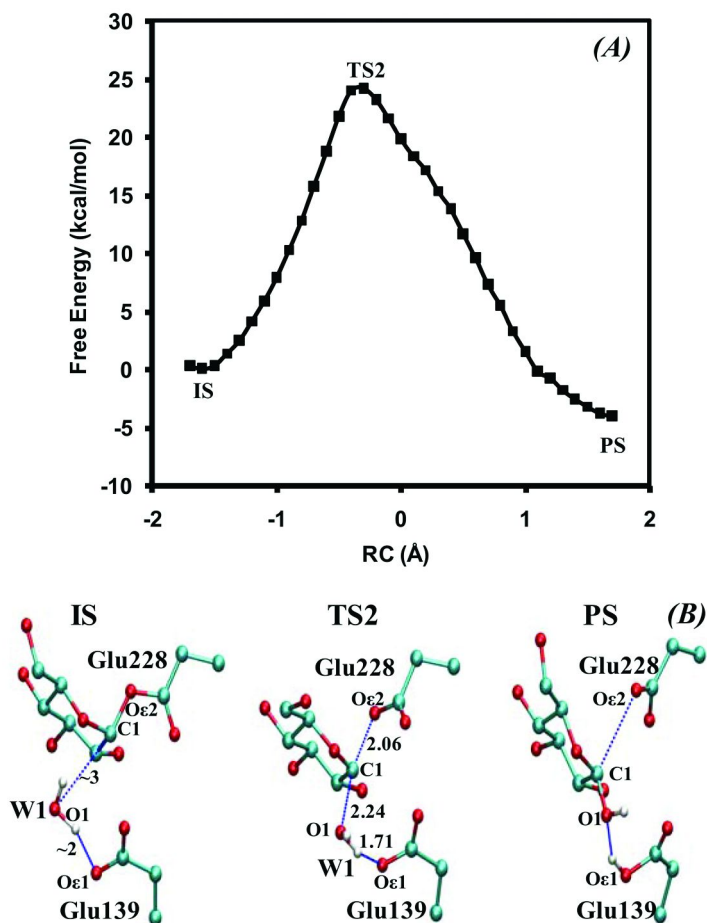 (A)
30
25
20
15
10
5
0
-5
-10
Free Energy (kcal/mol)
TS2
IS
PS
-2 -1 0 1 2
RC (Å)
IS TS2 PS (B)
Glu228
Oε2
C1
~3
W1 O1
~2
Oε1
Glu139
Glu228
Oε2
2.06
C1
2.24
O1
1.71
W1
Oε1
Glu139
Glu228
Oε2
C1
O1
Oε1
Glu139